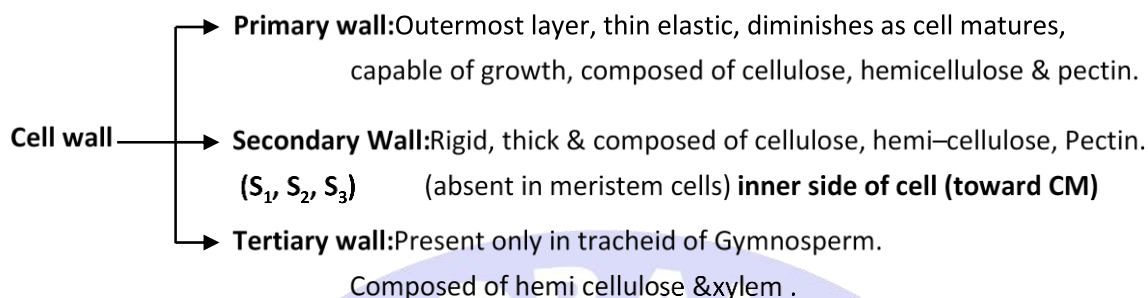 Primary wall:Outermost layer, thin elastic, diminishes as cell matures,
capable of growth, composed of cellulose, hemicellulose & pectin.
Cell wall
Secondary Wall:Rigid, thick & composed of cellulose, hemi–cellulose, Pectin.
(S₁, S₂, S₃) (absent in meristem cells) inner side of cell (toward CM)
Tertiary wall:Present only in tracheid of Gymnosperm.
Composed of hemi cellulose &xylem .